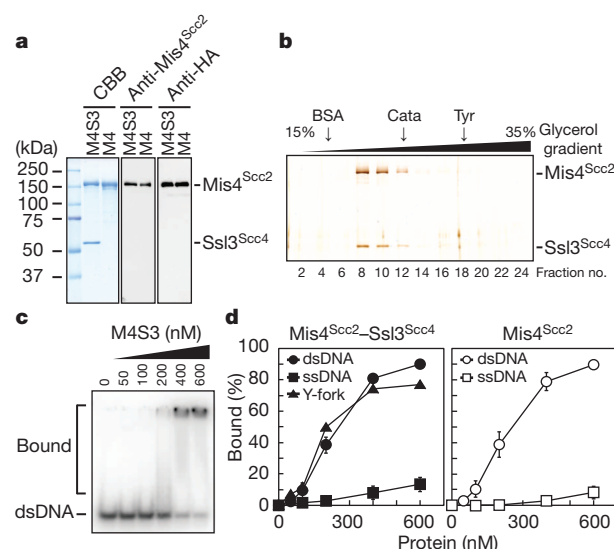 a
CBB
Anti-Mis4Scc2
Anti-HA
M4S3
M4
M4S3
M4
M4S3
M4
(kDa)
250
150
100
75
50
37
Mis4Scc2
Ssl3Scc4
b
BSA Cata Tyr
15% 35% Glycerol
gradient
Mis4Scc2
Ssl3Scc4
2 4 6 8 10 12 14 16 18 20 22 24 Fraction no.
c
M4S3 (nM)
0 50 100 200 400 600
Bound
dsDNA
d
Mis4Scc2–Ssl3Scc4
dsDNA
ssDNA
Y-fork
Bound (%)
100
80
60
40
20
0
0 300 600
Mis4Scc2
dsDNA
ssDNA
0 300 600
Protein (nM)